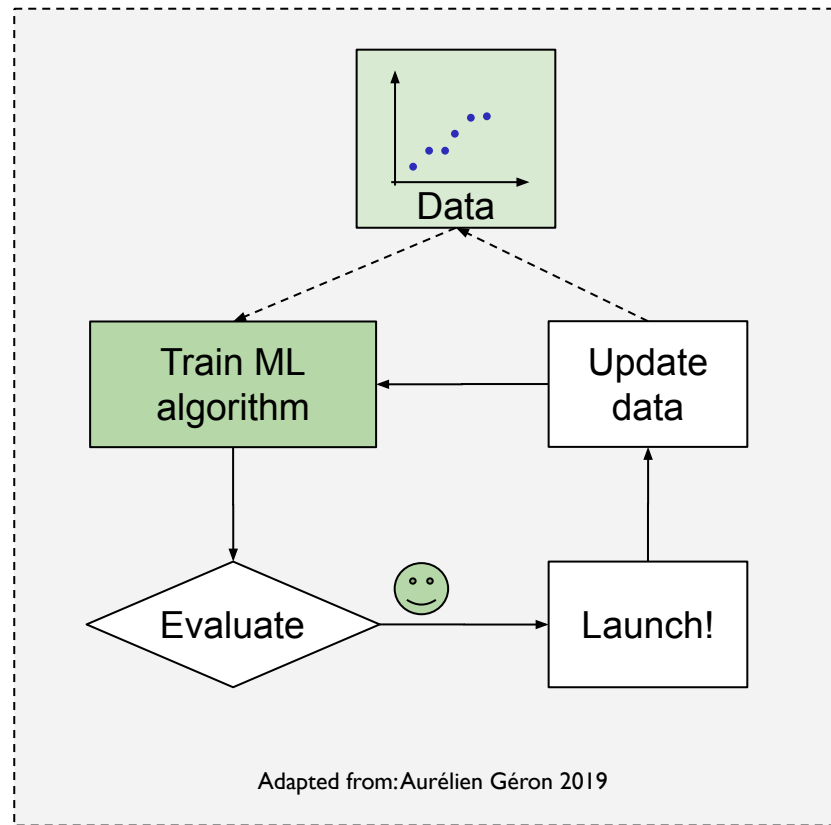 Data
Train ML
algorithm
Update
data
Evaluate
Launch!
Adapted from: Aurélien Géron 2019